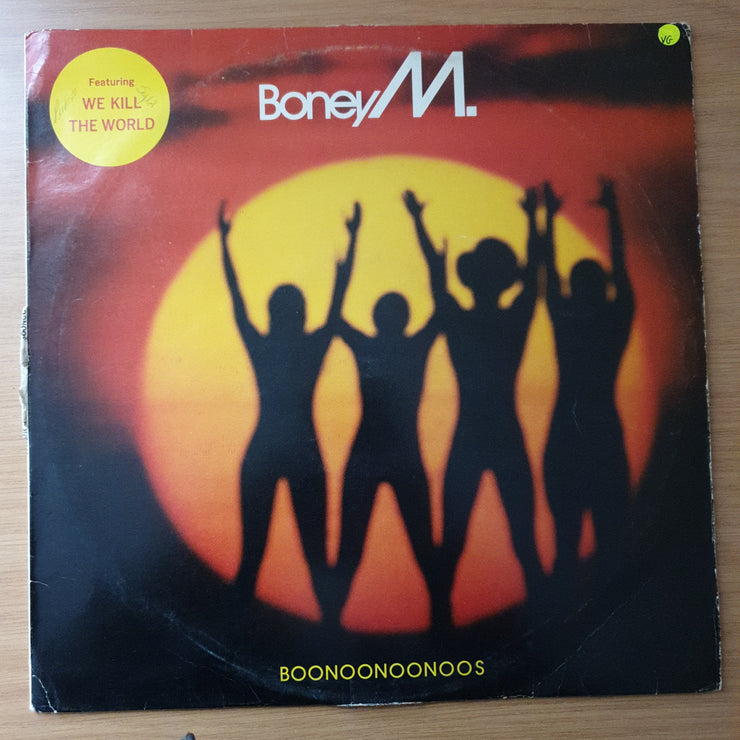 Featuring
WE KILL
THE WORLD
Boney M.
VG
BOONOONOONOOS